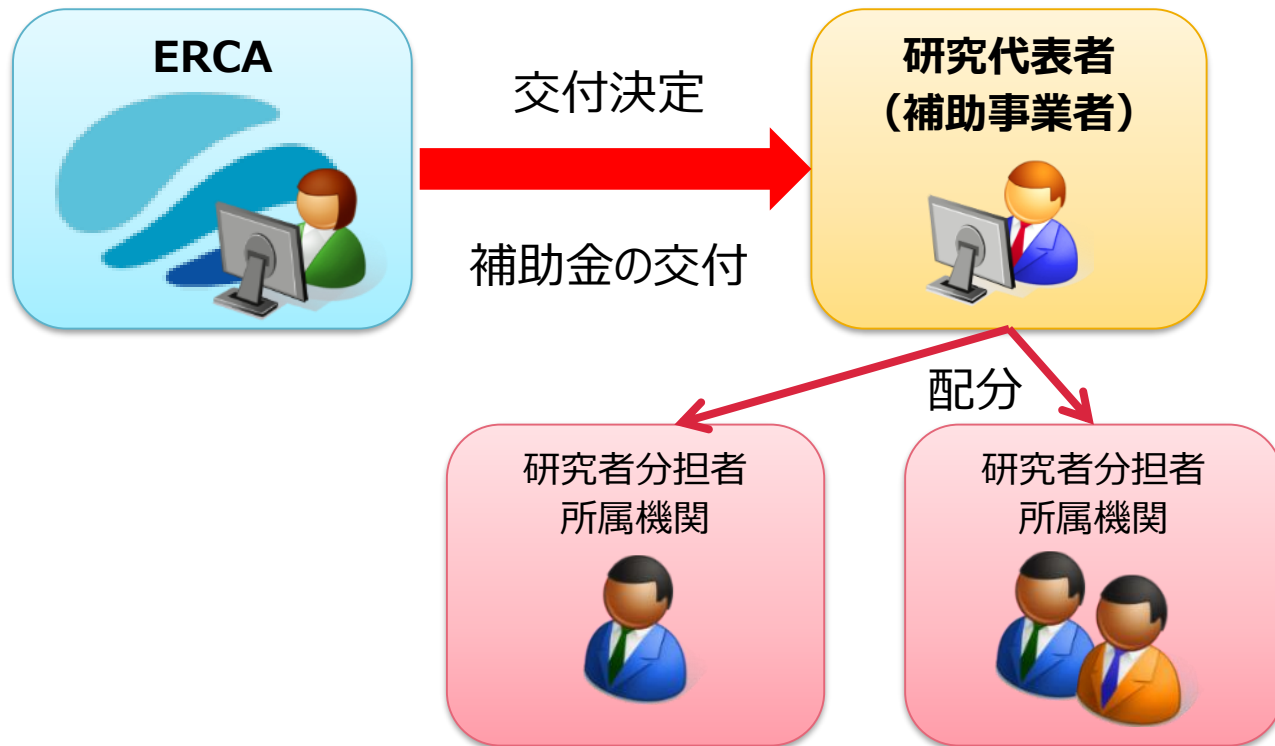 ERCA
交付決定
補助金の交付
研究代表者
（補助事業者）
配分
研究者分担者
所属機関
研究者分担者
所属機関